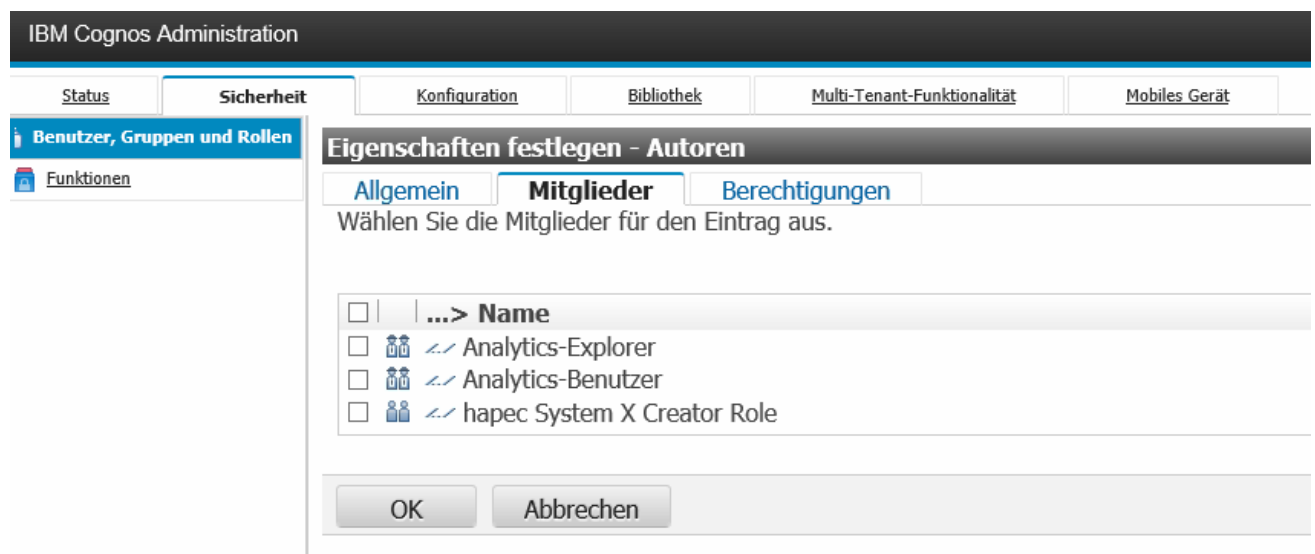 IBM Cognos Administration
Status Sicherheit Konfiguration Bibliothek Multi-Tenant-Funktionalität Mobiles Gerät
Benutzer, Gruppen und Rollen
Funktionen
Eigenschaften festlegen - Autoren
Allgemein Mitglieder Berechtigungen
Wählen Sie die Mitglieder für den Eintrag aus.
...> Name
Analytics-Explorer
Analytics-Benutzer
hapec System X Creator Role
OK Abbrechen